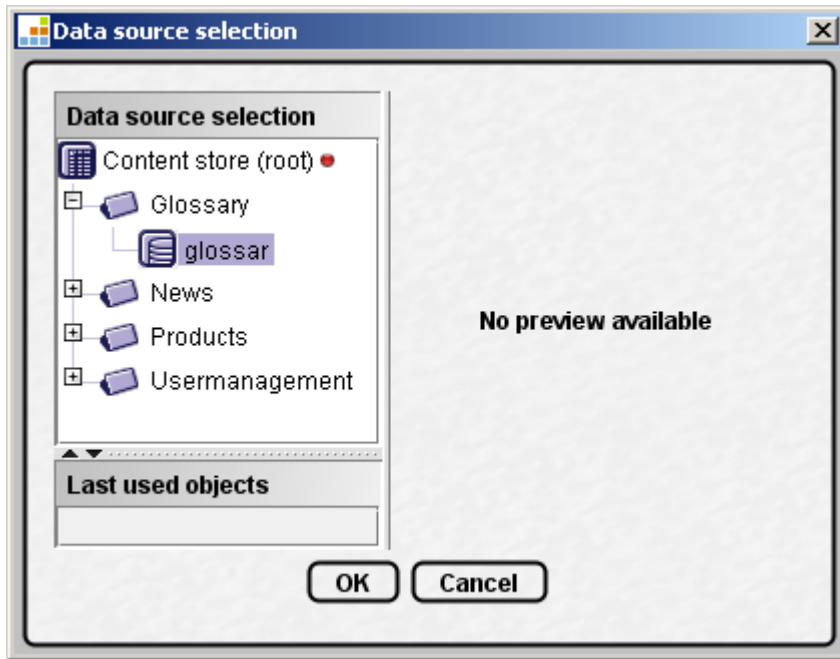 Data source selection
Data source selection
Content store (root)
Glossary
glossar
News
Products
Usermanagement
No preview available
Last used objects
OK
Cancel